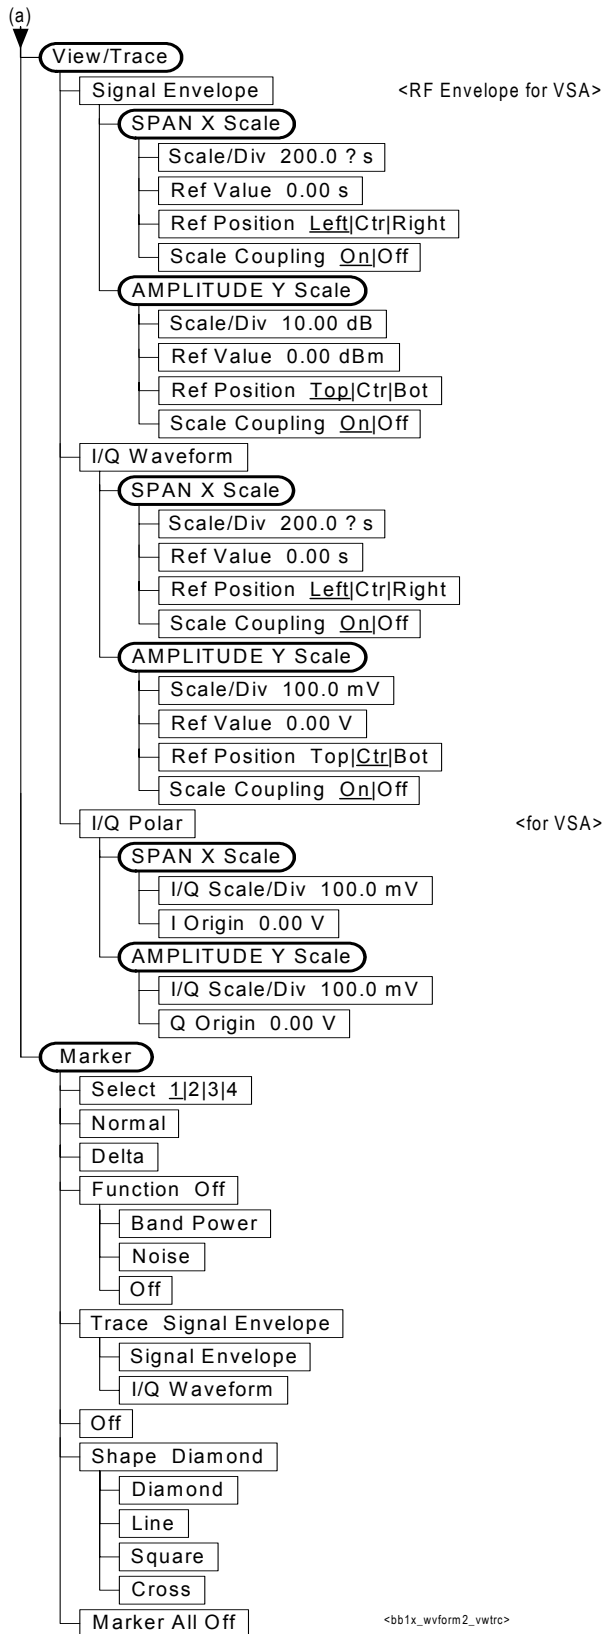 (a)
View/Trace
Signal Envelope <RF Envelope for VSA>
SPAN X Scale
Scale/Div 200.0 ? s
Ref Value 0.00 s
Ref Position Left|Ctr|Right
Scale Coupling On|Off
AMPLITUDE Y Scale
Scale/Div 10.00 dB
Ref Value 0.00 dBm
Ref Position Top|Ctr|Bot
Scale Coupling On|Off
I/Q Waveform
SPAN X Scale
Scale/Div 200.0 ? s
Ref Value 0.00 s
Ref Position Left|Ctr|Right
Scale Coupling On|Off
AMPLITUDE Y Scale
Scale/Div 100.0 mV
Ref Value 0.00 V
Ref Position Top|Ctr|Bot
Scale Coupling On|Off
I/Q Polar <for VSA>
SPAN X Scale
I/Q Scale/Div 100.0 mV
I Origin 0.00 V
AMPLITUDE Y Scale
I/Q Scale/Div 100.0 mV
Q Origin 0.00 V
Marker
Select 1|2|3|4
Normal
Delta
Function Off
Band Power
Noise
Off
Trace Signal Envelope
Signal Envelope
I/Q Waveform
Off
Shape Diamond
Diamond
Line
Square
Cross
Marker All Off <bb1x_wvform2_vwtrc>